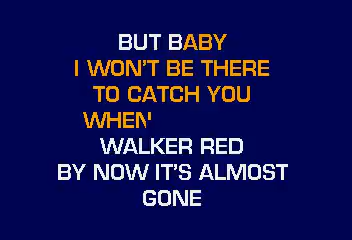 BUT BABY
I WON'T BE THERE
TO CATCH YOU
WHEN
WALKER RED
BY NOW IT'S ALMOST
GONE